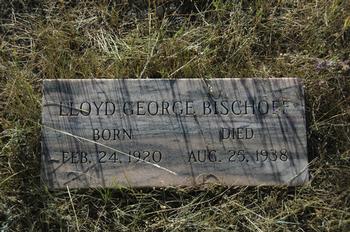 LLOYD GEORGE BISCHOFF
BORN DIED
FEB. 24, 1920 AUG. 25, 1938